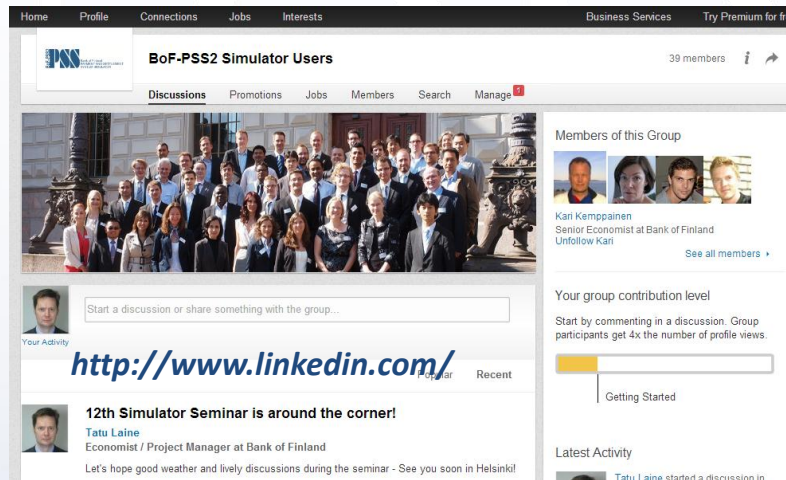 Home Profile Connections Jobs Interests Business Services Try Premium for fr
PSS
BoF-PSS2 Simulator Users
39 members
Discussions Promotions Jobs Members Search Manage 1
Members of this Group
Kari Kemppainen
Senior Economist at Bank of Finland
Unfollow Kari
See all members
Start a discussion or share something with the group...
Your Activity
http://www.linkedin.com/
Popular Recent
Your group contribution level
Start by commenting in a discussion. Group
participants get 4x the number of profile views.
Getting Started
12th Simulator Seminar is around the corner!
Tatu Laine
Economist / Project Manager at Bank of Finland
Let's hope good weather and lively discussions during the seminar - See you soon in Helsinki!
Latest Activity
Tatu Laine started a discussion in